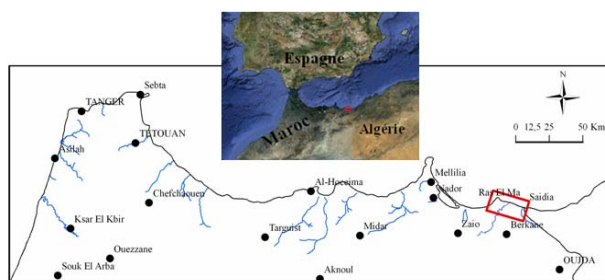 Espagne
Maroc
Algérie
N
0 12,5 25 50 Km
Sebta
TANGER
TETOUAN
Asilah
Chefchaouen
Al-Hoceima
Mellilia
Nador
Ras El Ma
Saidia
Ksar El Kbir
Targuist
Midar
Zaio
Berkane
Ouezzane
Souk El Arba
Aknoul
OUJDA